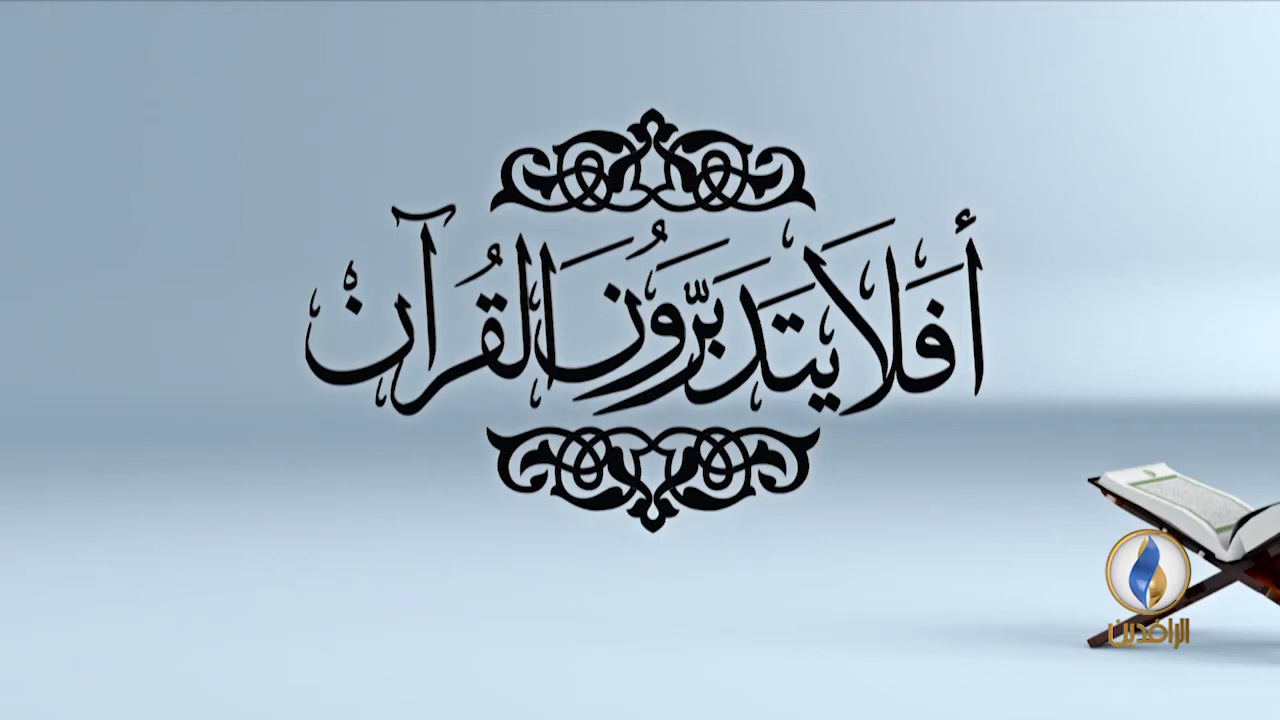 أَفَلَا يَتَدَبَّرُونَ الْقُرْآنْ
الرافدين